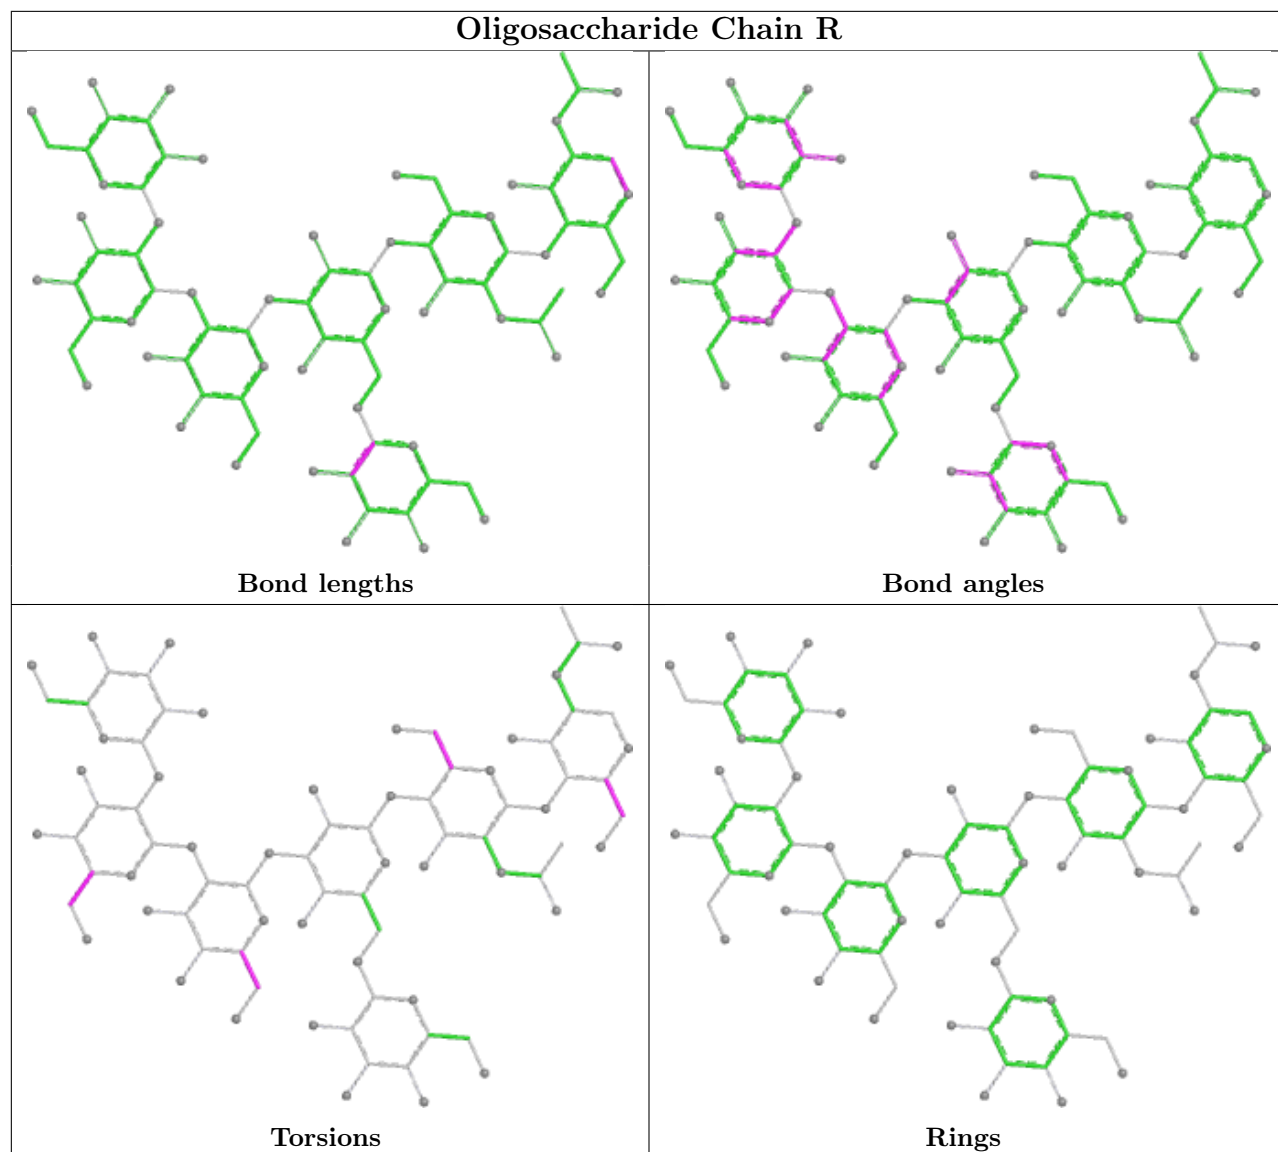 Oligosaccharide Chain R
Bond lengths
Bond angles
Torsions
Rings